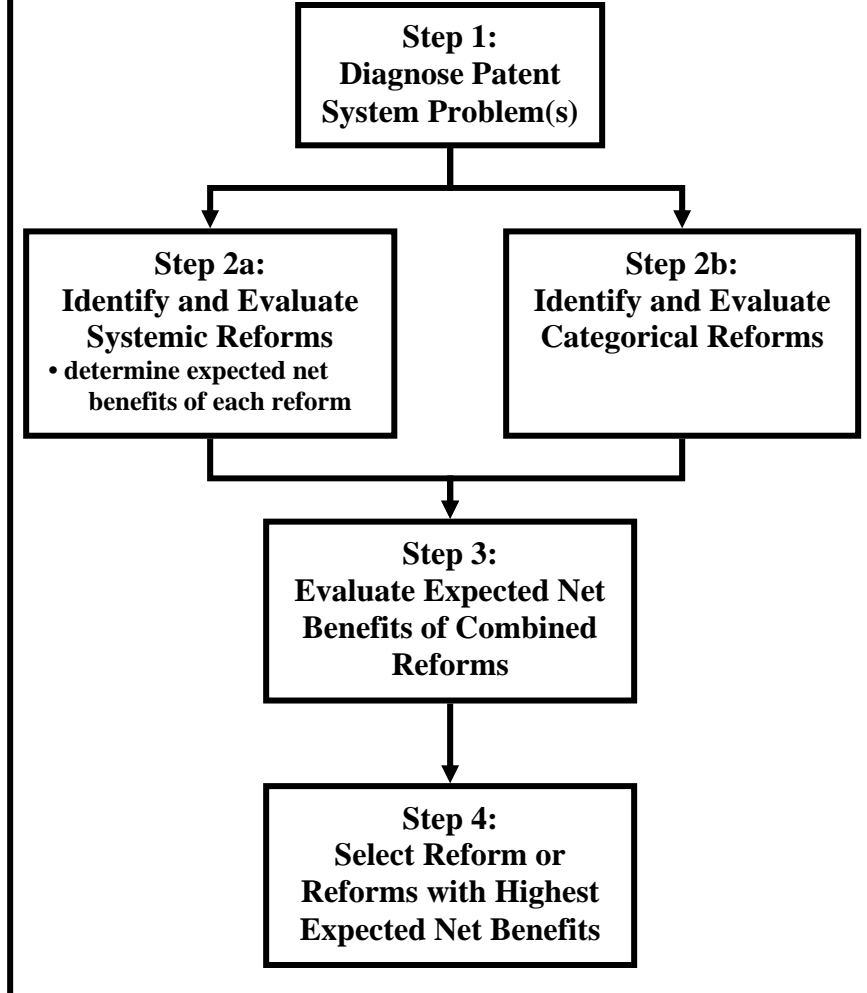 Step 1:
Diagnose Patent
System Problem(s)
Step 2a:
Identify and Evaluate
Systemic Reforms
• determine expected net
benefits of each reform
Step 2b:
Identify and Evaluate
Categorical Reforms
Step 3:
Evaluate Expected Net
Benefits of Combined
Reforms
Step 4:
Select Reform or
Reforms with Highest
Expected Net Benefits